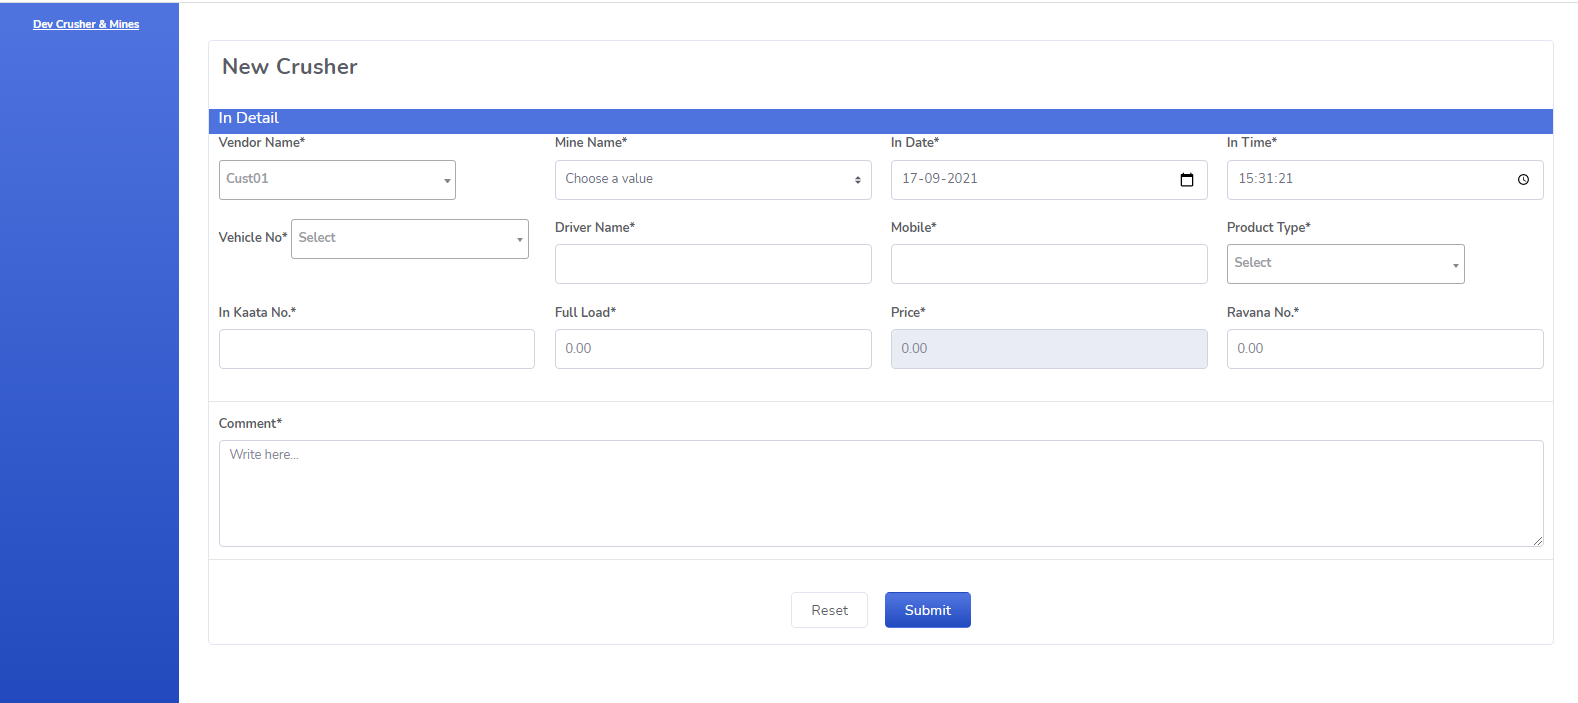 Dev Crusher & Mines
New Crusher
In Detail
Vendor Name* Mine Name* In Date* In Time*
Cust01 Choose a value 17-09-2021 15:31:21
Vehicle No* Select Driver Name* Mobile* Product Type*
Select
In Kaata No.* Full Load* Price* Ravana No.*
0.00 0.00 0.00
Comment*
Write here...
Reset Submit